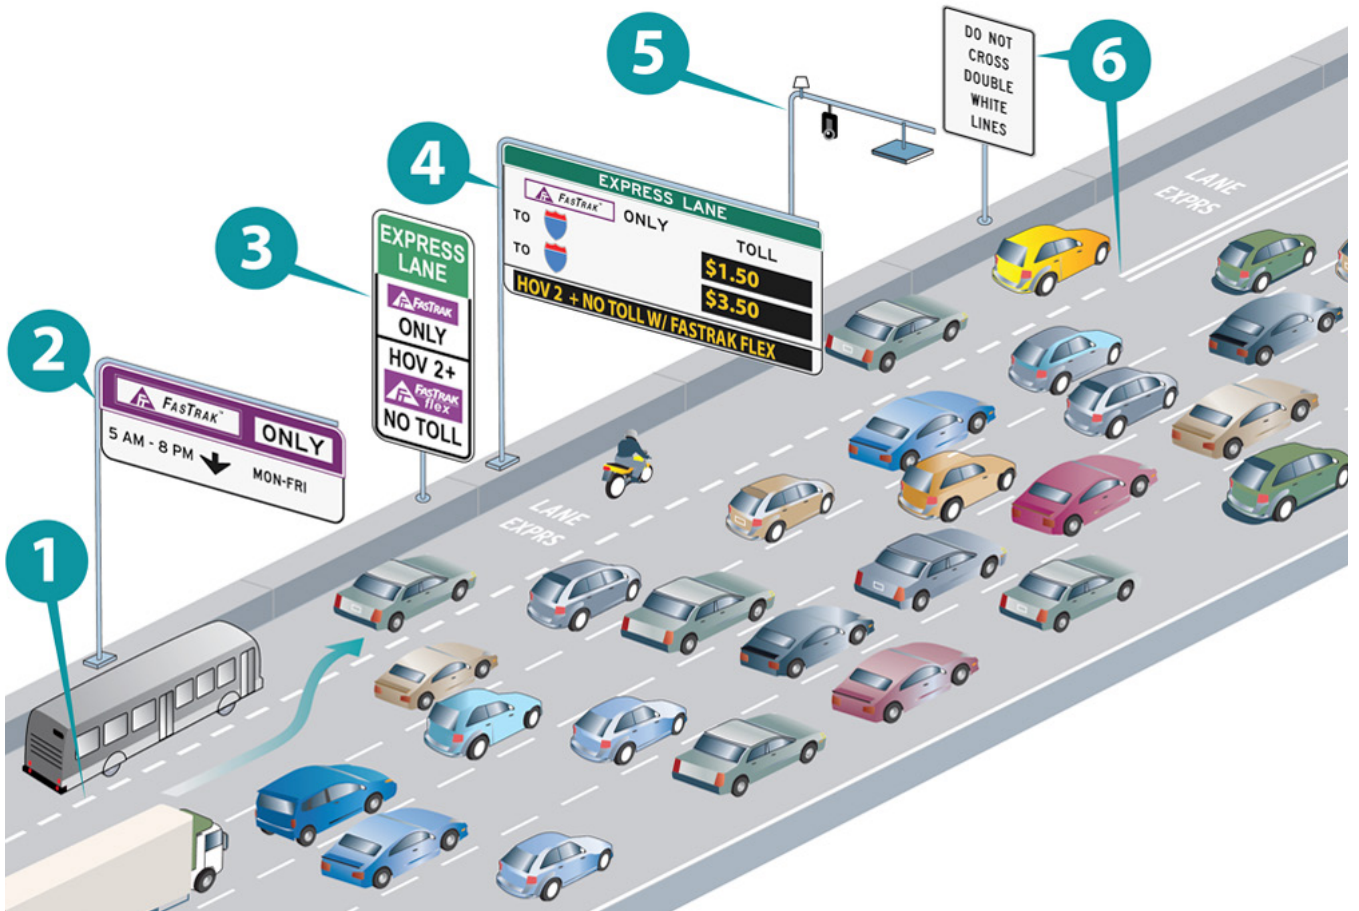 1
2
FASTRAK™ ONLY
5 AM - 8 PM
MON-FRI
3
EXPRESS
LANE
FASTRAK
ONLY
HOV 2+
FASTRAK
flex
NO TOLL
4
EXPRESS LANE
FASTRAK™ ONLY
TO
TO
TOLL
$1.50
$3.50
HOV 2 + NO TOLL W/ FASTRAK FLEX
5
6
DO NOT
CROSS
DOUBLE
WHITE
LINES
LANE
EXPRS
LANE
EXPRS